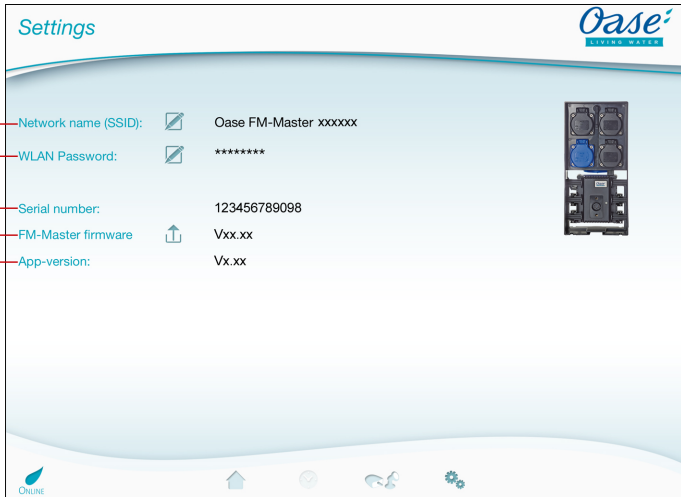 Settings
Oase
LIVING WATER
Network name (SSID): Oase FM-Master xxxxxx
WLAN Password: ********
Serial number: 123456789098
FM-Master firmware Vxx.xx
App-version: Vx.xx
ONLINE